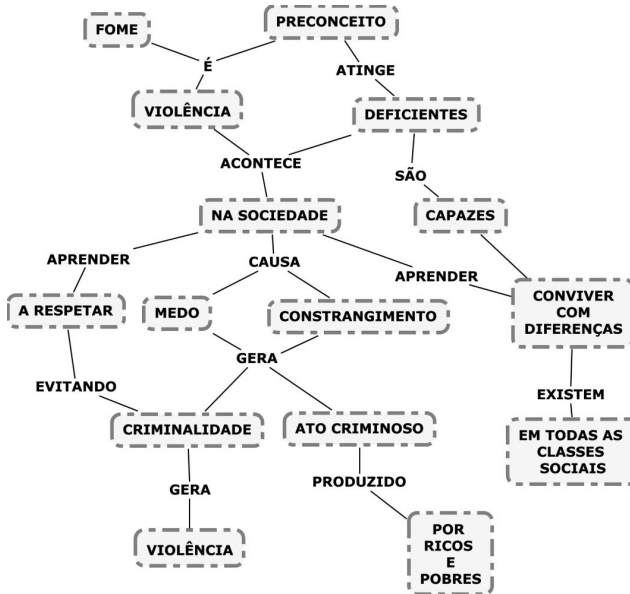 PRECONCEITO
FOME
É
ATINGE
VIOLÊNCIA
DEFICIENTES
ACONTECE
SÃO
NA SOCIEDADE
CAPAZES
APRENDER
CAUSA
APRENDER
A RESPETAR
MEDO
CONSTRANGIMENTO
CONVIVER
COM
DIFERENÇAS
GERA
EVITANDO
EXISTEM
CRIMINALIDADE
ATO CRIMINOSO
EM TODAS AS
CLASSES
SOCIAIS
GERA
PRODUZIDO
VIOLÊNCIA
POR
RICOS
E
POBRES